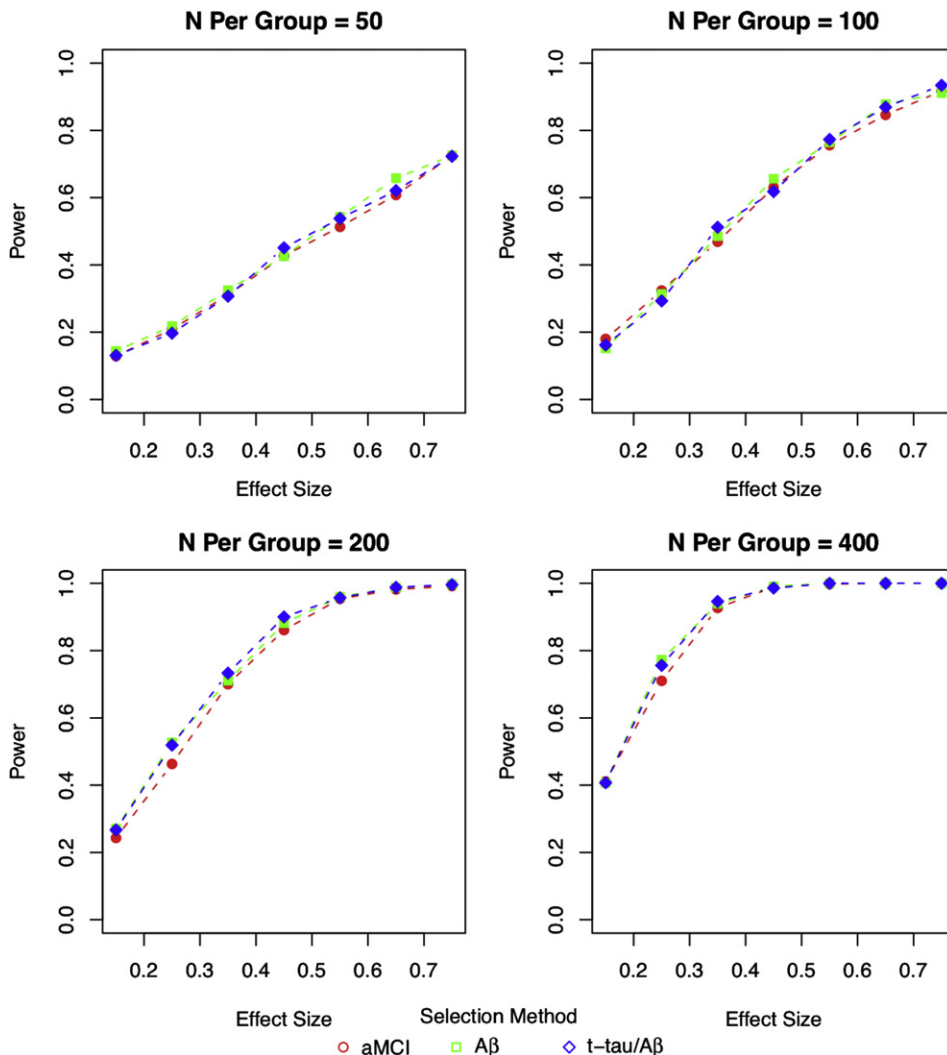 N Per Group = 50
Power
0.0 0.2 0.4 0.6 0.8 1.0
0.2 0.3 0.4 0.5 0.6 0.7
Effect Size
N Per Group = 100
Power
0.0 0.2 0.4 0.6 0.8 1.0
0.2 0.3 0.4 0.5 0.6 0.7
Effect Size
N Per Group = 200
Power
0.0 0.2 0.4 0.6 0.8 1.0
0.2 0.3 0.4 0.5 0.6 0.7
Effect Size
N Per Group = 400
Power
0.0 0.2 0.4 0.6 0.8 1.0
0.2 0.3 0.4 0.5 0.6 0.7
Effect Size
Selection Method
aMCI Aβ t-tau/Aβ